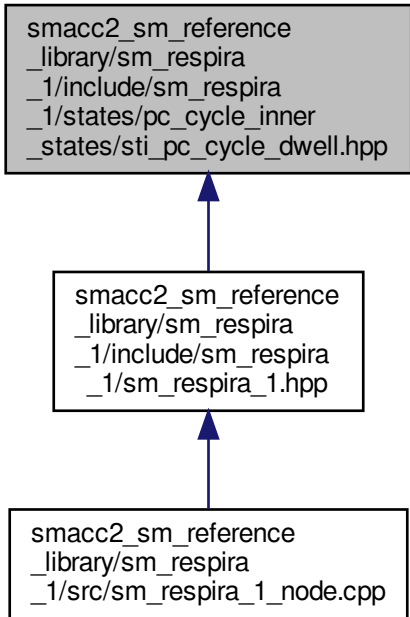 smacc2_sm_reference
_library/sm_respira
_1/include/sm_respira
_1/states/pc_cycle_inner
_states/sti_pc_cycle_dwell.hpp
smacc2_sm_reference
_library/sm_respira
_1/include/sm_respira
_1/sm_respira_1.hpp
smacc2_sm_reference
_library/sm_respira
_1/src/sm_respira_1_node.cpp